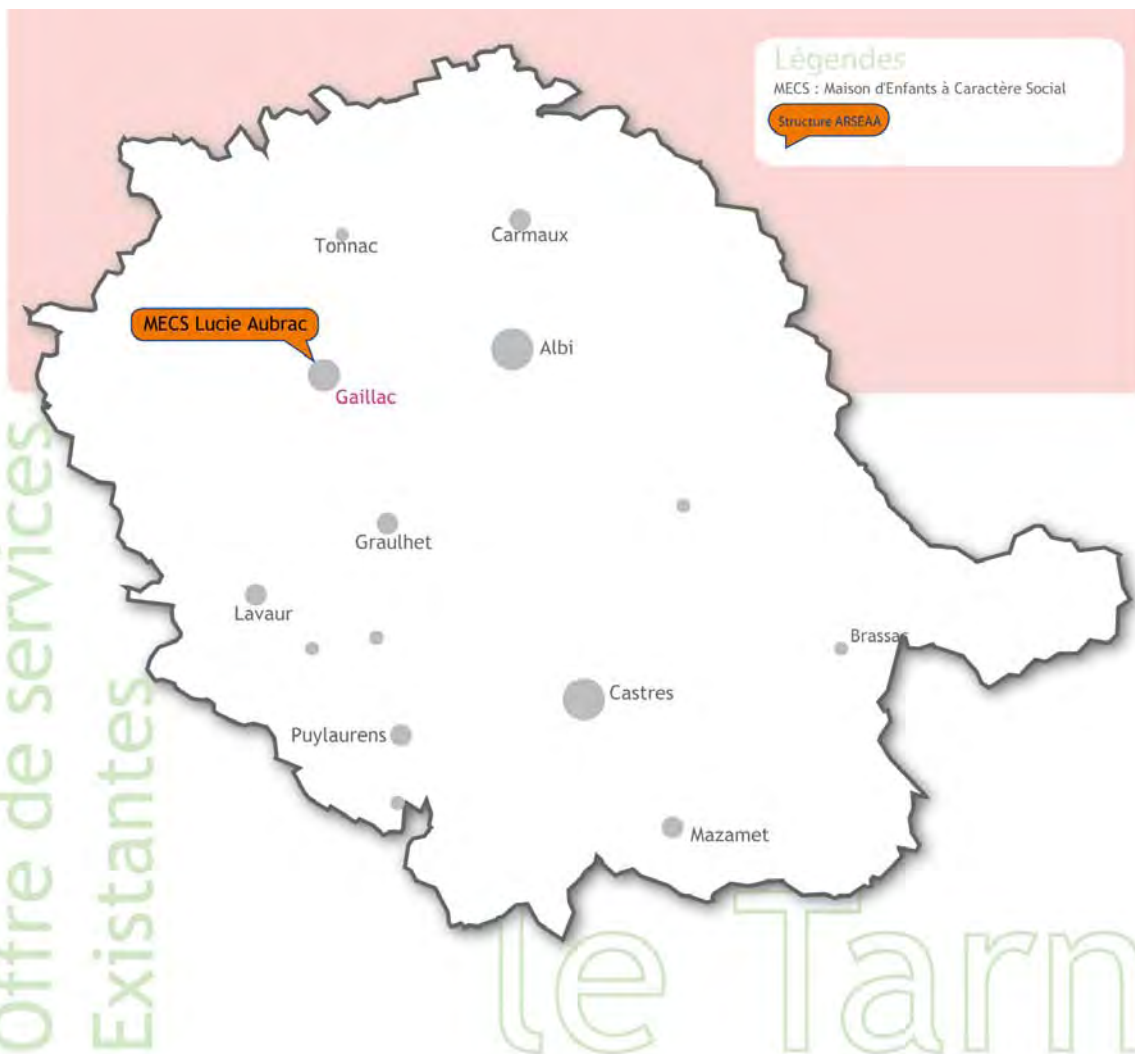 Légendes
MECS : Maison d'Enfants à Caractère Social
Structure ARSEAA
Tonnac
Carmaux
MECS Lucie Aubrac
Albi
Gaillac
Graulhet
Lavaur
Brassac
Castres
Puylaurens
Mazamet
Offre de services
Existantes
le Tarn